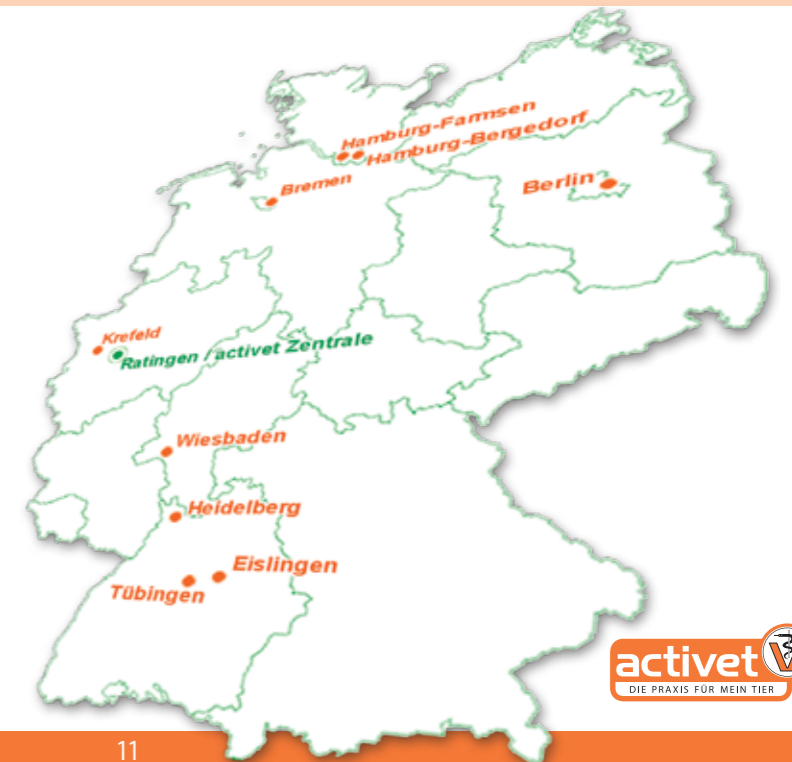 Hamburg-Farmsen
Hamburg-Bergedorf
Bremen
Berlin
Krefeld
Ratingen / activet Zentrale
Wiesbaden
Heidelberg
Eislingen
Tübingen
activet V
DIE PRAXIS FÜR MEIN TIER
11